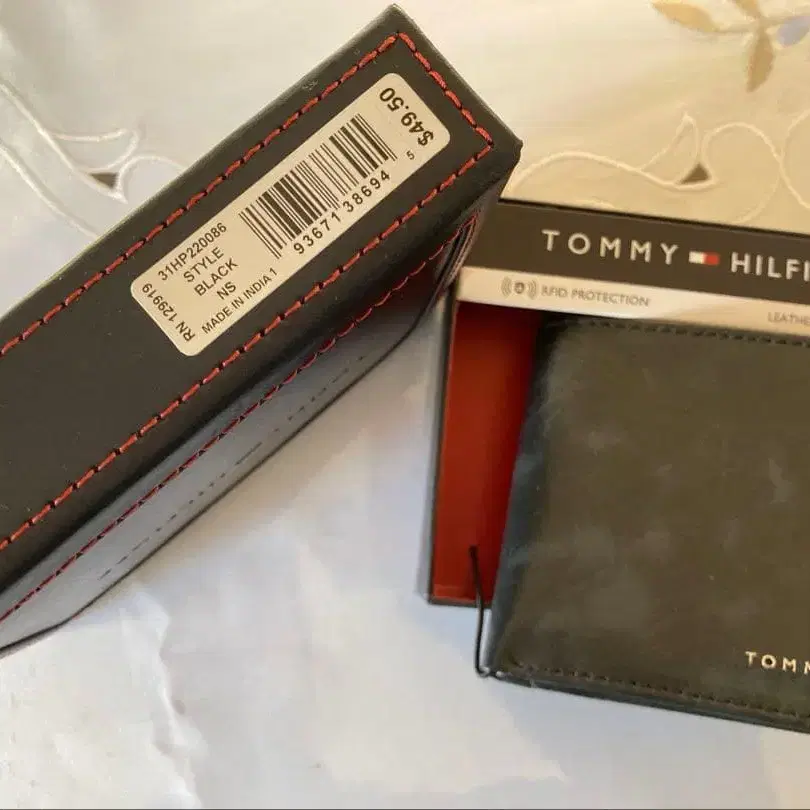 $49.50
93671 38694 5
31HP220086
STYLE
BLACK
NS
MADE IN INDIA 1
RN 129919
TOMMY HILFI
RFID PROTECTION
LEATHE
TOMM